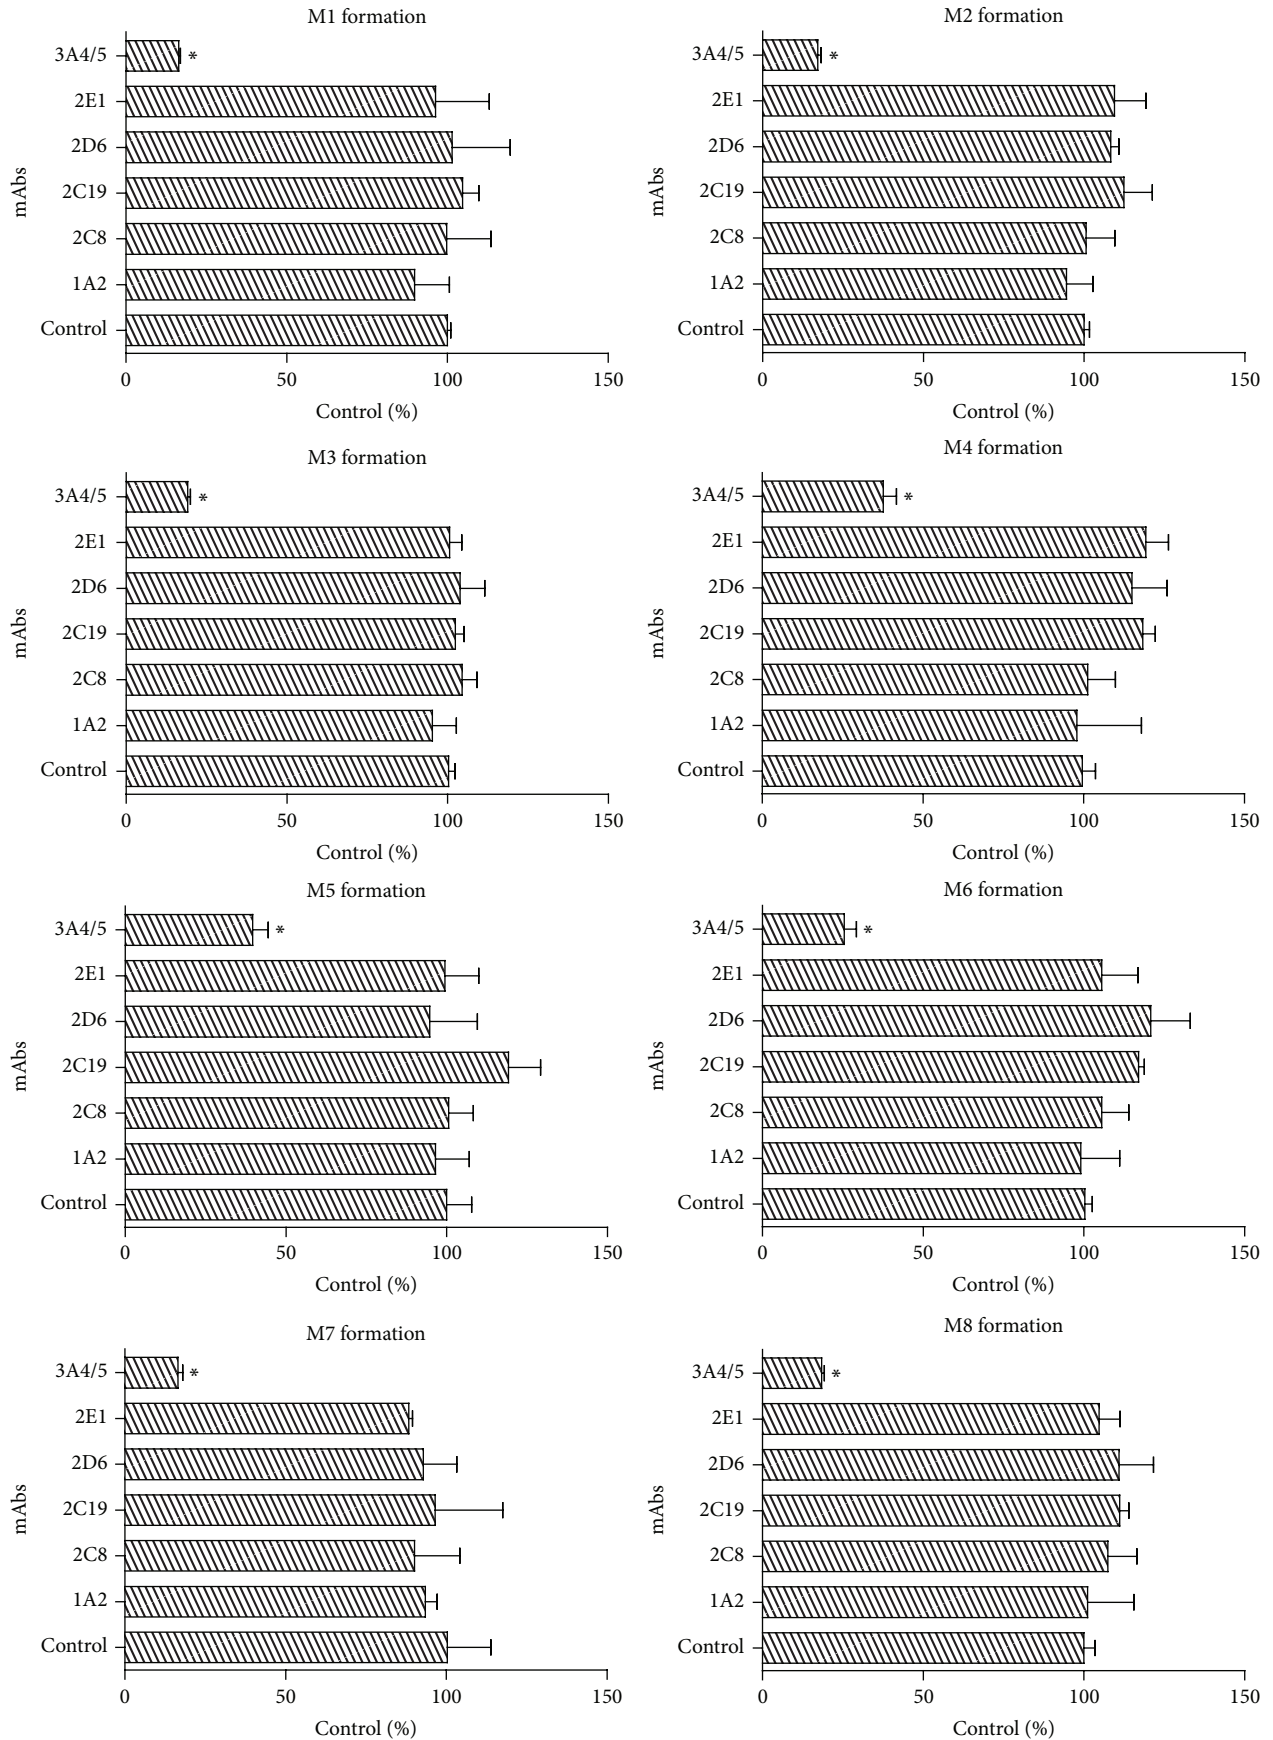 M1 formation
3A4/5
*
2E1
2D6
2C19
2C8
1A2
Control
mAbs
0 50 100 150
Control (%)
M2 formation
3A4/5
*
2E1
2D6
2C19
2C8
1A2
Control
mAbs
0 50 100 150
Control (%)
M3 formation
3A4/5
*
2E1
2D6
2C19
2C8
1A2
Control
mAbs
0 50 100 150
Control (%)
M4 formation
3A4/5
*
2E1
2D6
2C19
2C8
1A2
Control
mAbs
0 50 100 150
Control (%)
M5 formation
3A4/5
*
2E1
2D6
2C19
2C8
1A2
Control
mAbs
0 50 100 150
Control (%)
M6 formation
3A4/5
*
2E1
2D6
2C19
2C8
1A2
Control
mAbs
0 50 100 150
Control (%)
M7 formation
3A4/5
*
2E1
2D6
2C19
2C8
1A2
Control
mAbs
0 50 100 150
Control (%)
M8 formation
3A4/5
*
2E1
2D6
2C19
2C8
1A2
Control
mAbs
0 50 100 150
Control (%)